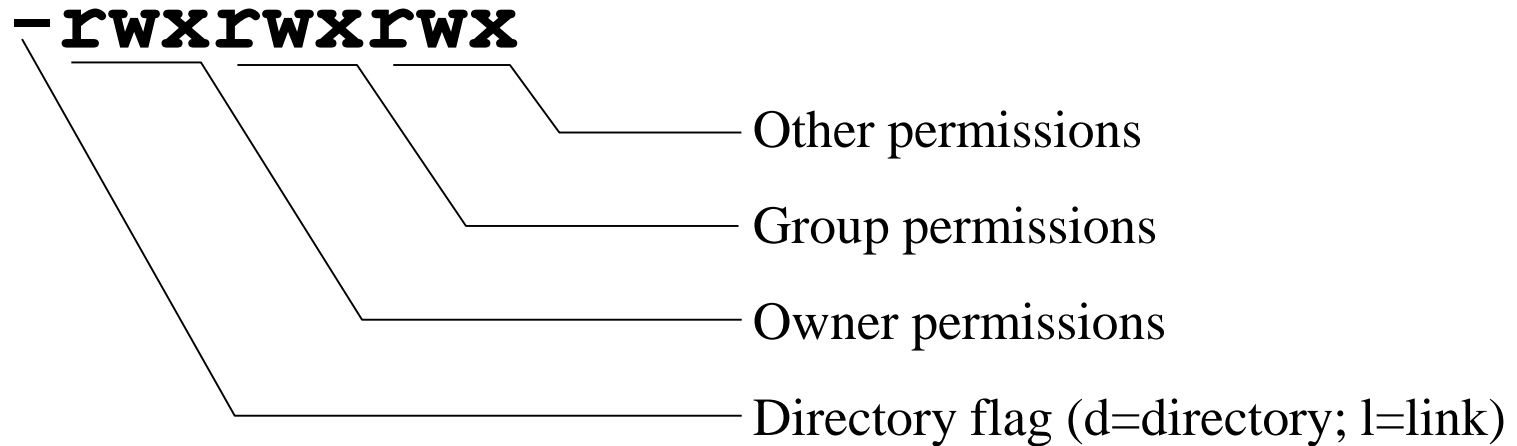 -rwxrwxrwx
Other permissions
Group permissions
Owner permissions
Directory flag (d=directory; l=link)